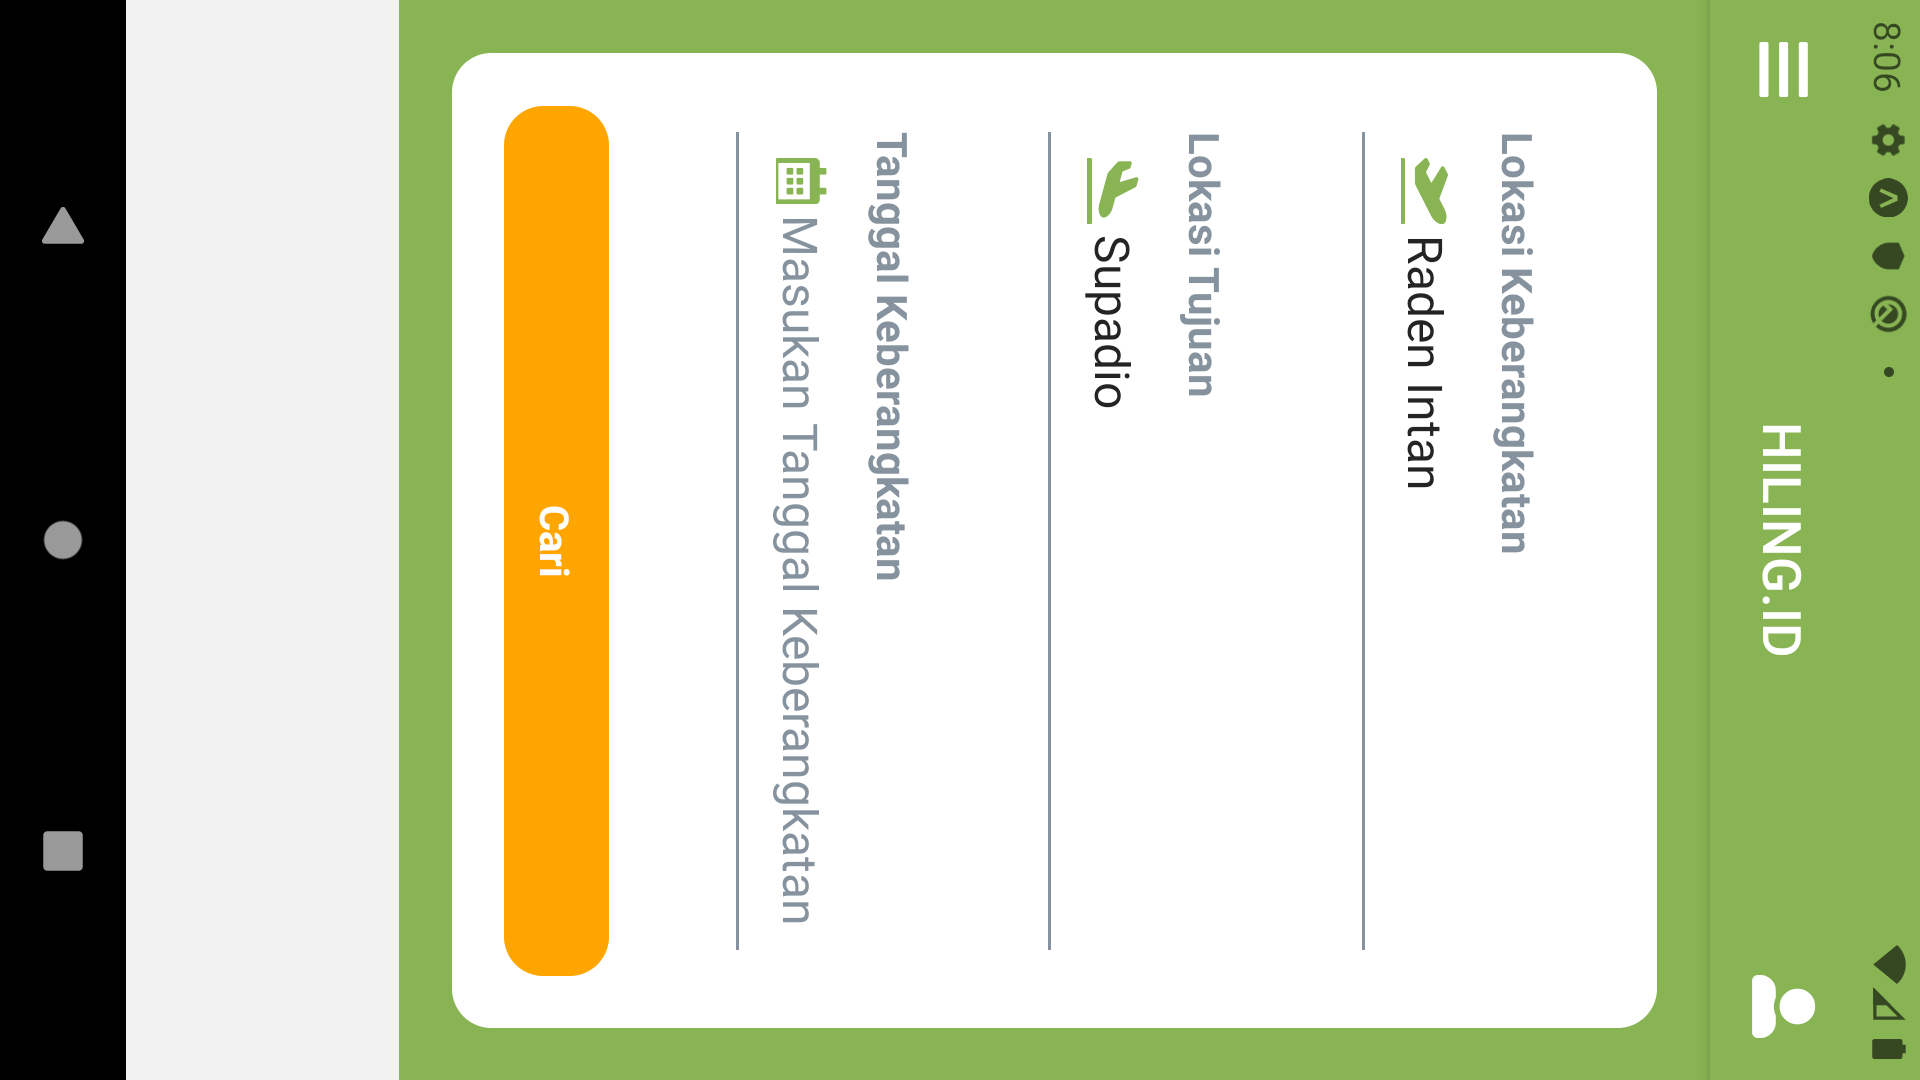 8:06
HILING.ID
Lokasi Keberangkatan
Raden Intan
Lokasi Tujuan
Supadio
Tanggal Keberangkatan
Masukan Tanggal Keberangkatan
Cari